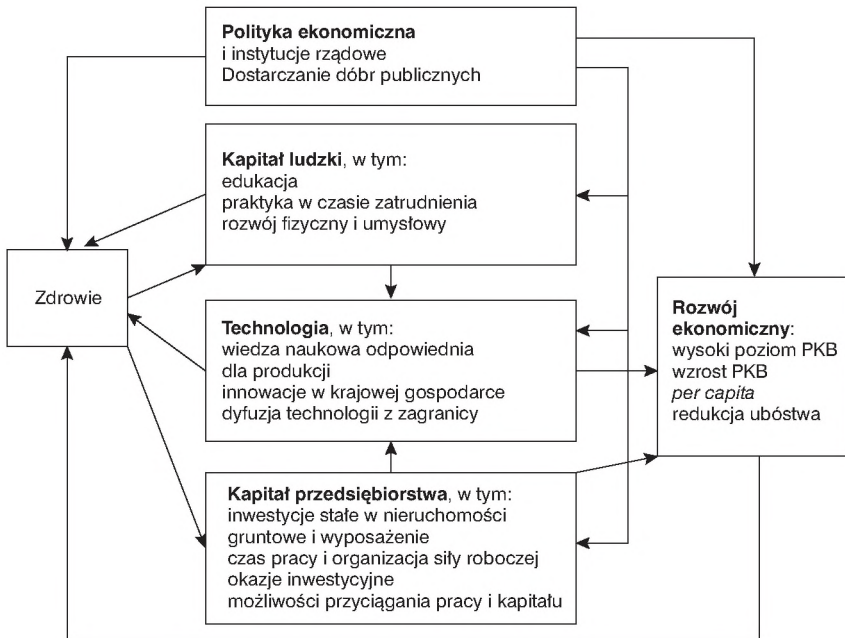 Polityka ekonomiczna
i instytucje rządowe
Dostarczanie dóbr publicznych
Kapitał ludzki, w tym:
edukacja
praktyka w czasie zatrudnienia
rozwój fizyczny i umysłowy
Zdrowie
Technologia, w tym:
wiedza naukowa odpowiednia
dla produkcji
innowacje w krajowej gospodarce
dyfuzja technologii z zagranicy
Rozwój
ekonomiczny:
wysoki poziom PKB
wzrost PKB
per capita
redukcja ubóstwa
Kapitał przedsiębiorstwa, w tym:
inwestycje stałe w nieruchomości
gruntowe i wyposażenie
czas pracy i organizacja siły roboczej
okazje inwestycyjne
możliwości przyciągania pracy i kapitału